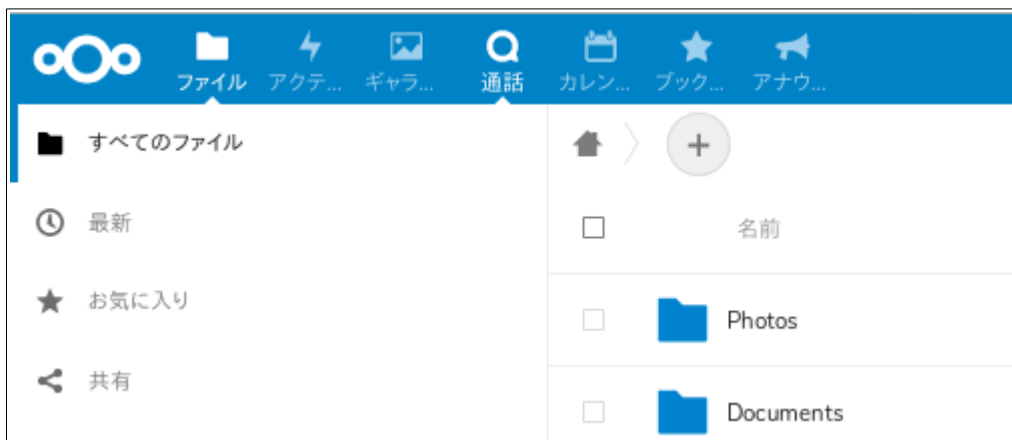 ファイル アクテ... ギャラ... 通話 カレン... ブック... アナウ...
すべてのファイル
最新
名前
お気に入り
Photos
共有
Documents